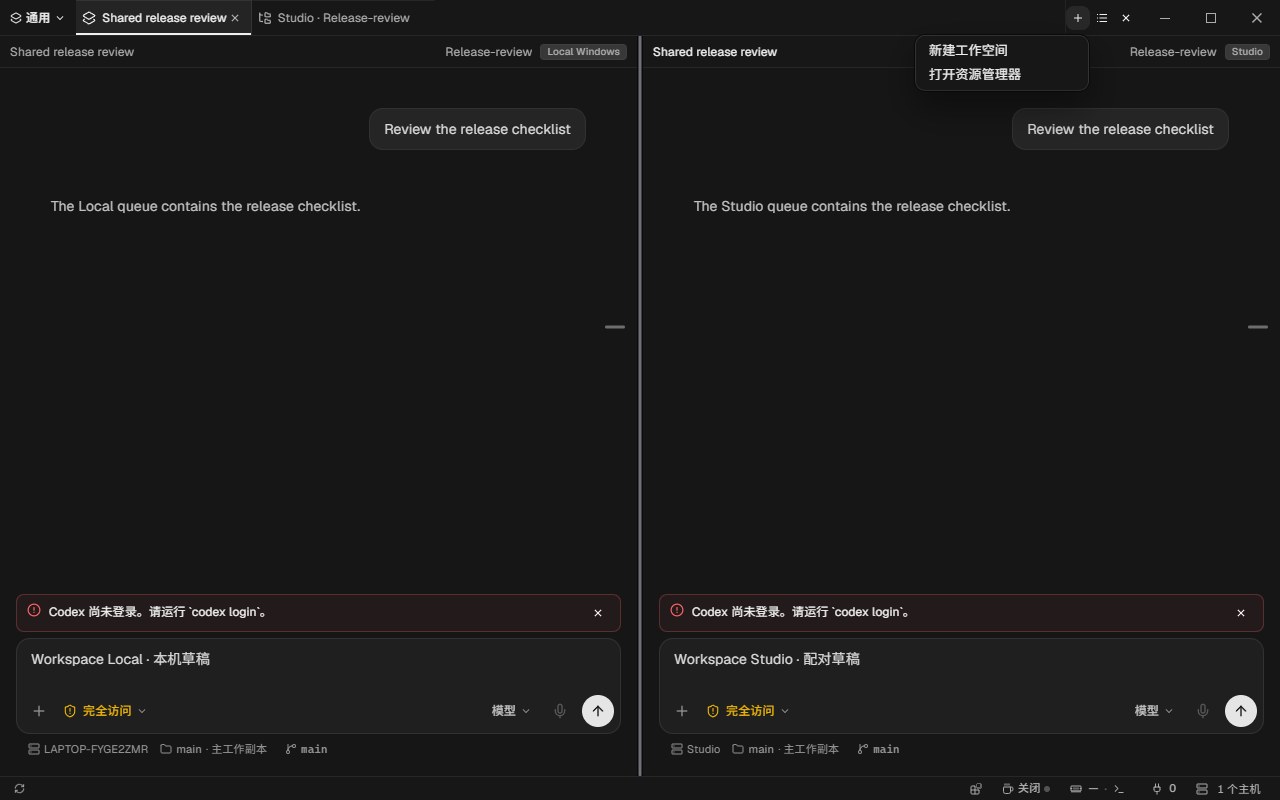 通用 Shared release review Studio · Release-review
Shared release review Release-review Local Windows
Shared release review Release-review Studio
新建工作空间
打开资源管理器
Review the release checklist
The Local queue contains the release checklist.
Review the release checklist
The Studio queue contains the release checklist.
Codex 尚未登录。请运行 `codex login`。
Workspace Local · 本机草稿
完全访问 模型
LAPTOP-FYGE2ZMR main · 主工作副本 main
Codex 尚未登录。请运行 `codex login`。
Workspace Studio · 配对草稿
完全访问 模型
Studio main · 主工作副本 main
关闭 — · 0 1 个主机